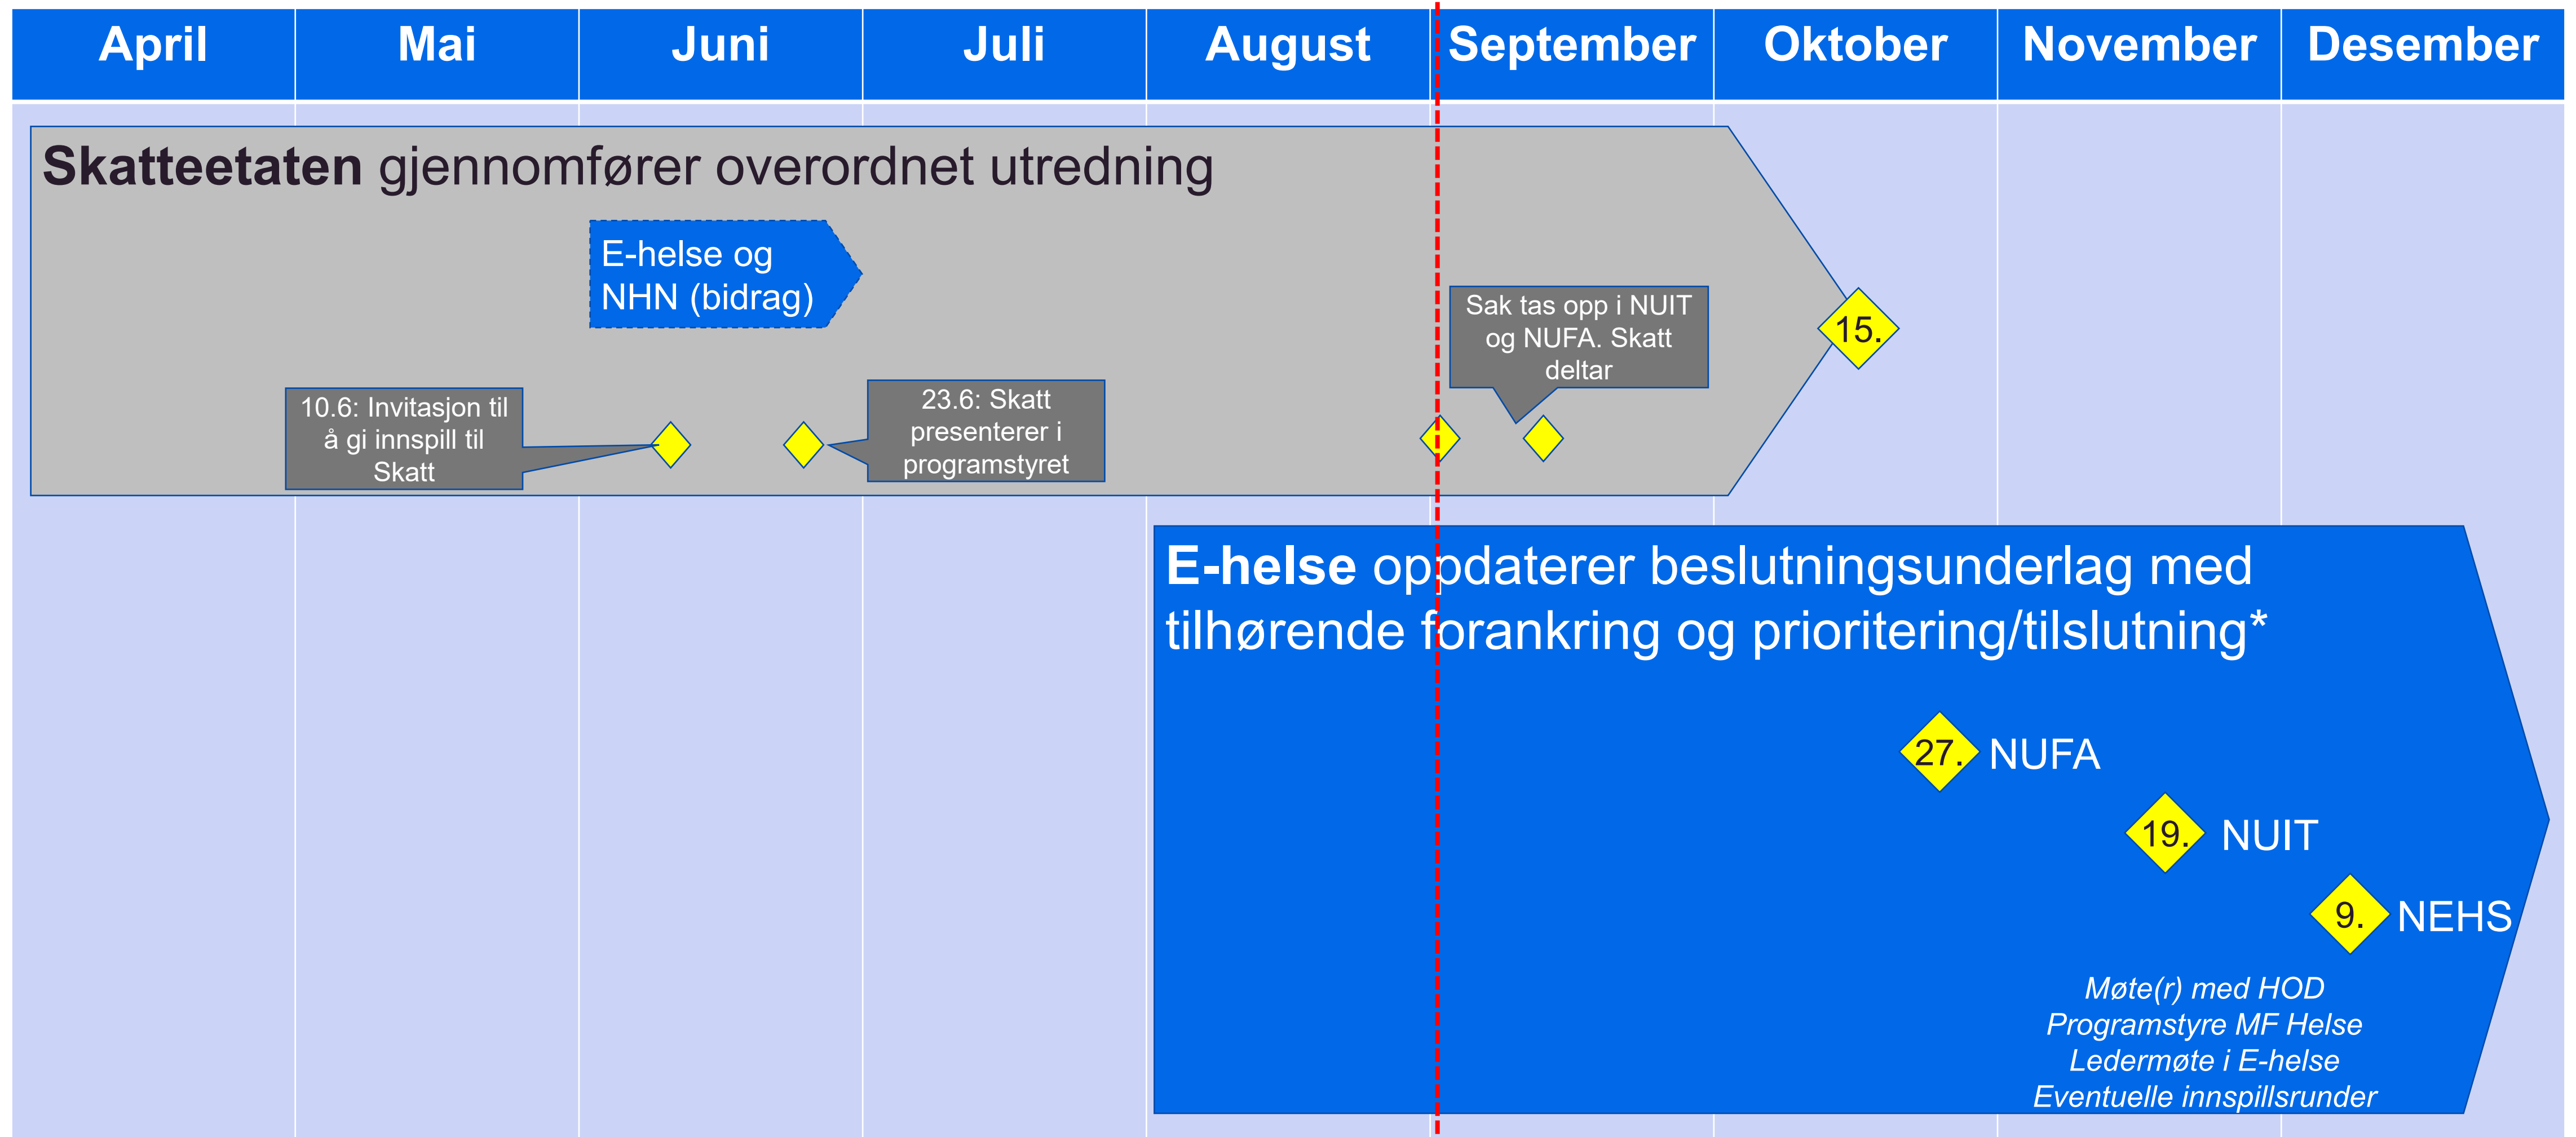 April
Mai
Juni
Juli
August
September
Oktober
November
Desember
Skatteetaten gjennomfører overordnet utredning
E-helse og
NHN (bidrag)
10.6: Invitasjon til
å gi innspill til
Skatt
23.6: Skatt
presenterer i
programstyret
Sak tas opp i NUIT
og NUFA. Skatt
deltar
15.
E-helse oppdaterer beslutningsunderlag med
tilhørende forankring og prioritering/tilslutning*
27. NUFA
19. NUIT
9. NEHS
Møte(r) med HOD
Programstyre MF Helse
Ledermøte i E-helse
Eventuelle innspillsrunder